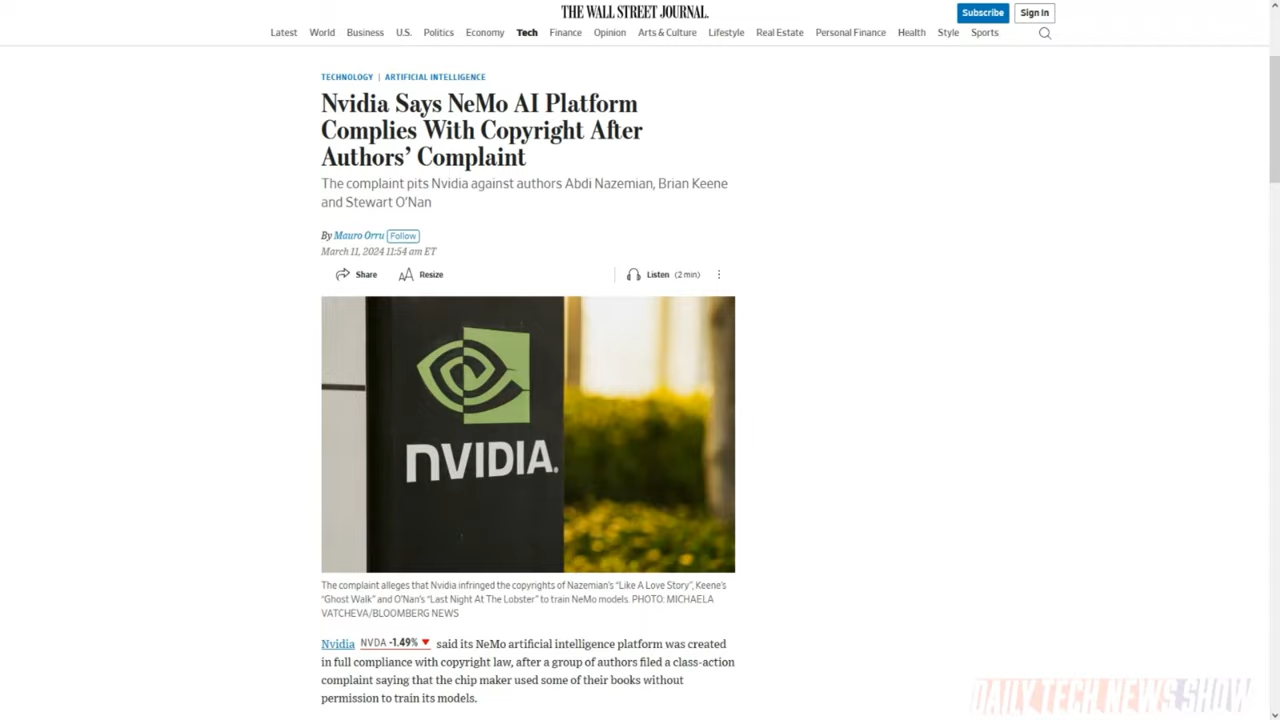 THE WALL STREET JOURNAL.
Subscribe
Sign In
Latest World Business U.S. Politics Economy Tech Finance Opinion Arts & Culture Lifestyle Real Estate Personal Finance Health Style Sports
TECHNOLOGY | ARTIFICIAL INTELLIGENCE
Nvidia Says NeMo AI Platform
Complies With Copyright After
Authors’ Complaint
The complaint pits Nvidia against authors Abdi Nazemian, Brian Keene
and Stewart O’Nan
By Mauro Orru Follow
March 11, 2024 11:54 am ET
Share AA Resize Listen (2 min)
NVIDIA.
The complaint alleges that Nvidia infringed the copyrights of Nazemian’s “Like A Love Story”, Keene’s
“Ghost Walk” and O’Nan’s “Last Night At The Lobster” to train NeMo models. PHOTO: MICHAELA
VATCHEVA/BLOOMBERG NEWS
Nvidia NVDA -1.49% said its NeMo artificial intelligence platform was created
in full compliance with copyright law, after a group of authors filed a class-action
complaint saying that the chip maker used some of their books without
permission to train its models.
DAILY TECH NEWS SHOW